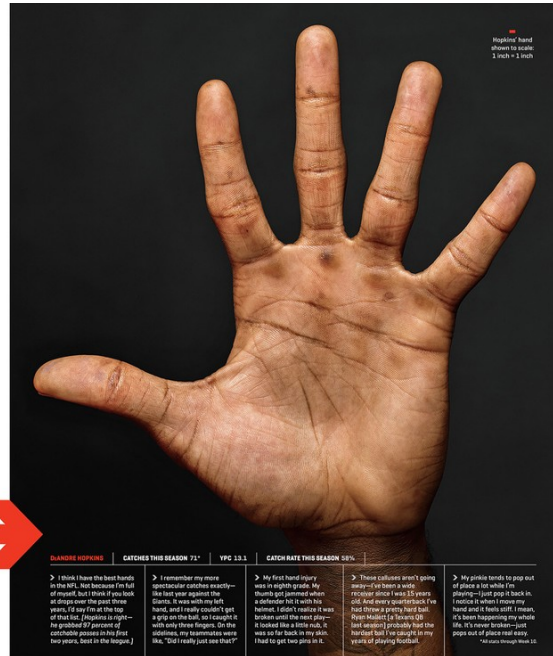 Hopkins' hand
shown to scale:
1 inch = 1 inch
DeANDRE HOPKINS
CATCHES THIS SEASON 71*
YPC 13.1
CATCH RATE THIS SEASON 58%
> I think I have the best hands
in the NFL. Not because I'm full
of myself, but I think if you look
at drops over the past three
years, I'd say I'm at the top
of that list. [Hopkins is right—
he grabbed 97 percent of
catchable passes in his first
two years, best in the league.]
> I remember my more
spectacular catches exactly—
like last year against the
Giants. It was with my left
hand, and I really couldn't get
a grip on the ball, so I caught it
with only three fingers. On the
sidelines, my teammates were
like, "Did I really just see that?"
> My first hand injury
was in eighth grade. My
thumb got jammed when
a defender hit it with his
helmet. I didn't realize it was
broken until the next play—
it looked like a little nub, it
was so far back in my skin.
I had to get two pins in it.
> These calluses aren't going
away—I've been a wide
receiver since I was 15 years
old. And every quarterback I've
had threw a pretty hard ball.
Ryan Mallett [a Texans QB
last season] probably had the
hardest ball I've caught in my
years of playing football.
> My pinkie tends to pop out
of place a lot while I'm
playing—I just pop it back in.
I notice it when I move my
hand and it feels stiff. I mean,
it's been happening my whole
life. It's never broken—just
pops out of place real easy.
*All stats through Week 10.